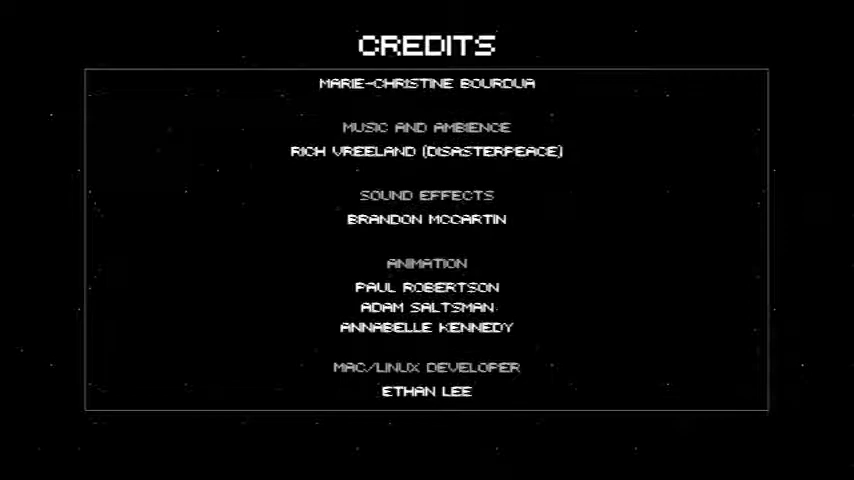 CREDITS
MARIE-CHRISTINE BOURDUA
MUSIC AND AMBIENCE
RICH VREELAND (DISASTERPEACE)
SOUND EFFECTS
BRANDON MCCARTIN
ANIMATION
PAUL ROBERTSON
ADAM SALTSMAN
ANNABELLE KENNEDY
MAC/LINUX DEVELOPER
ETHAN LEE